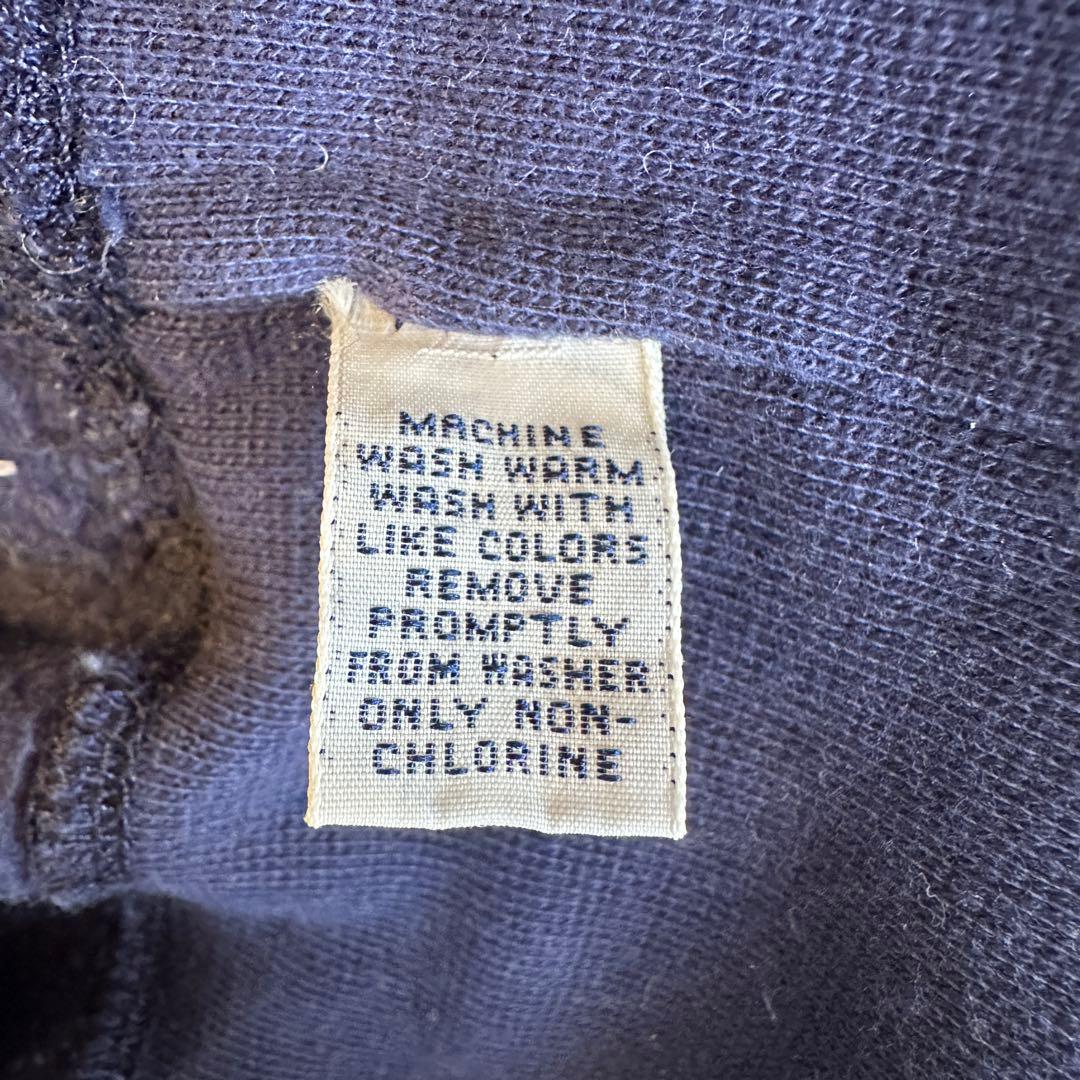 MACHINE
WASH WARM
WASH WITH
LIKE COLORS
REMOVE
PROMPTLY
FROM WASHER
ONLY NON-
CHLORINE